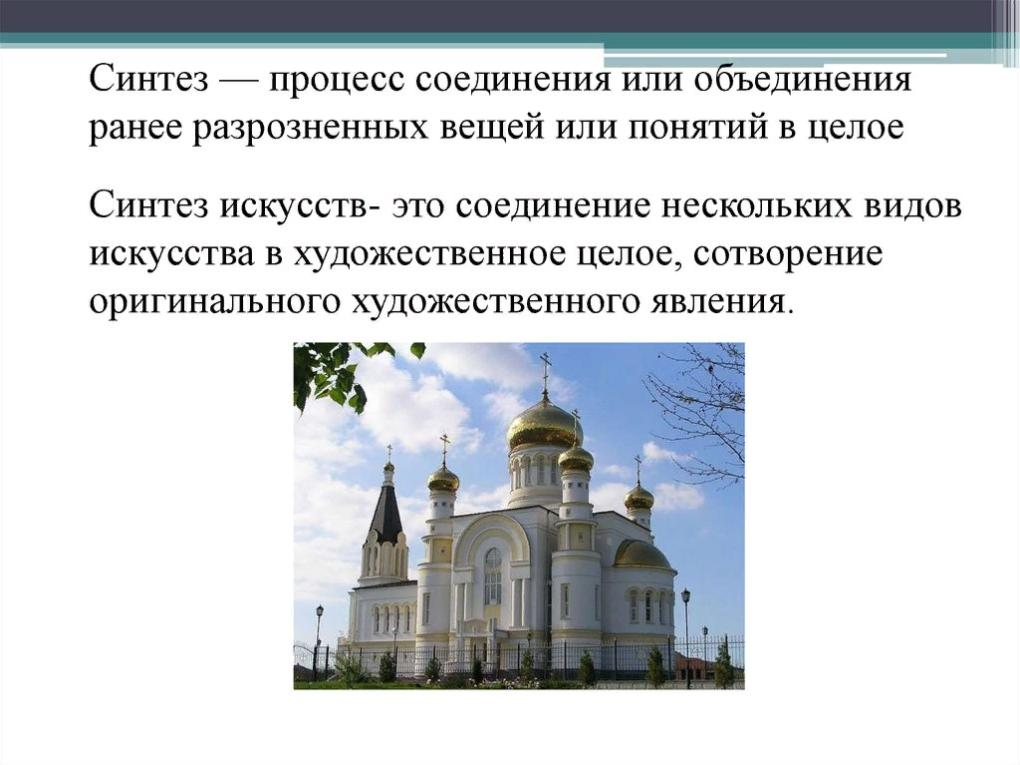 Синтез — процесс соединения или объединения
ранее разрозненных вещей или понятий в целое
Синтез искусств- это соединение нескольких видов
искусства в художественное целое, сотворение
оригинального художественного явления.